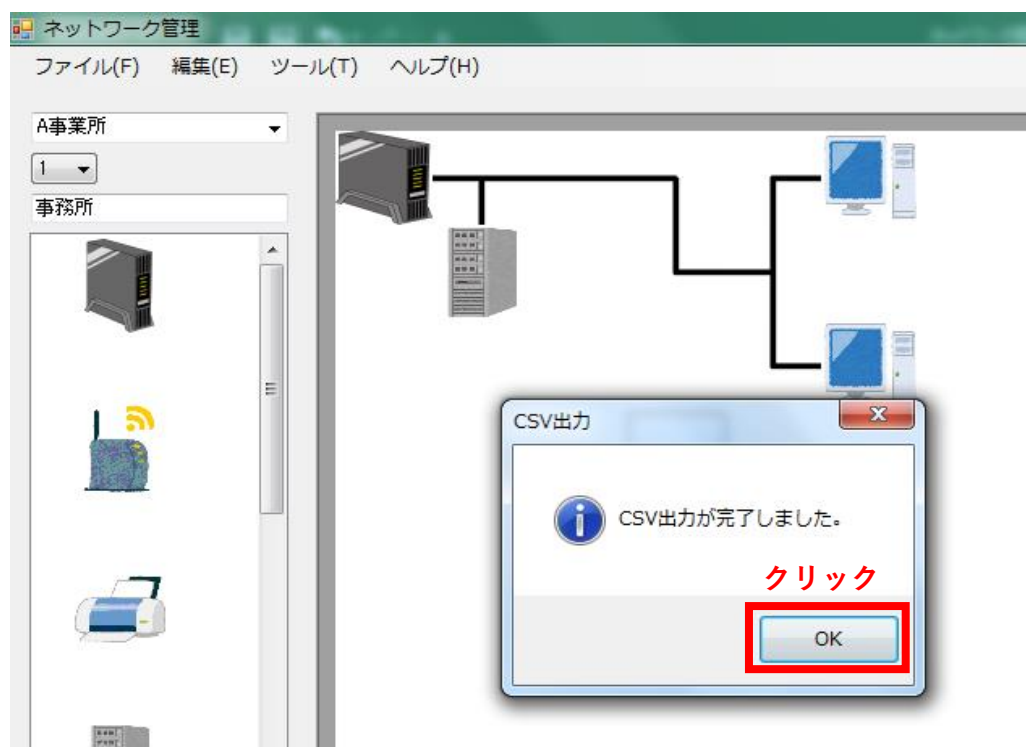 ネットワーク管理
ファイル(F) 編集(E) ツール(T) ヘルプ(H)
A事業所
1
事務所
CSV出力
CSV出力が完了しました。
クリック
OK